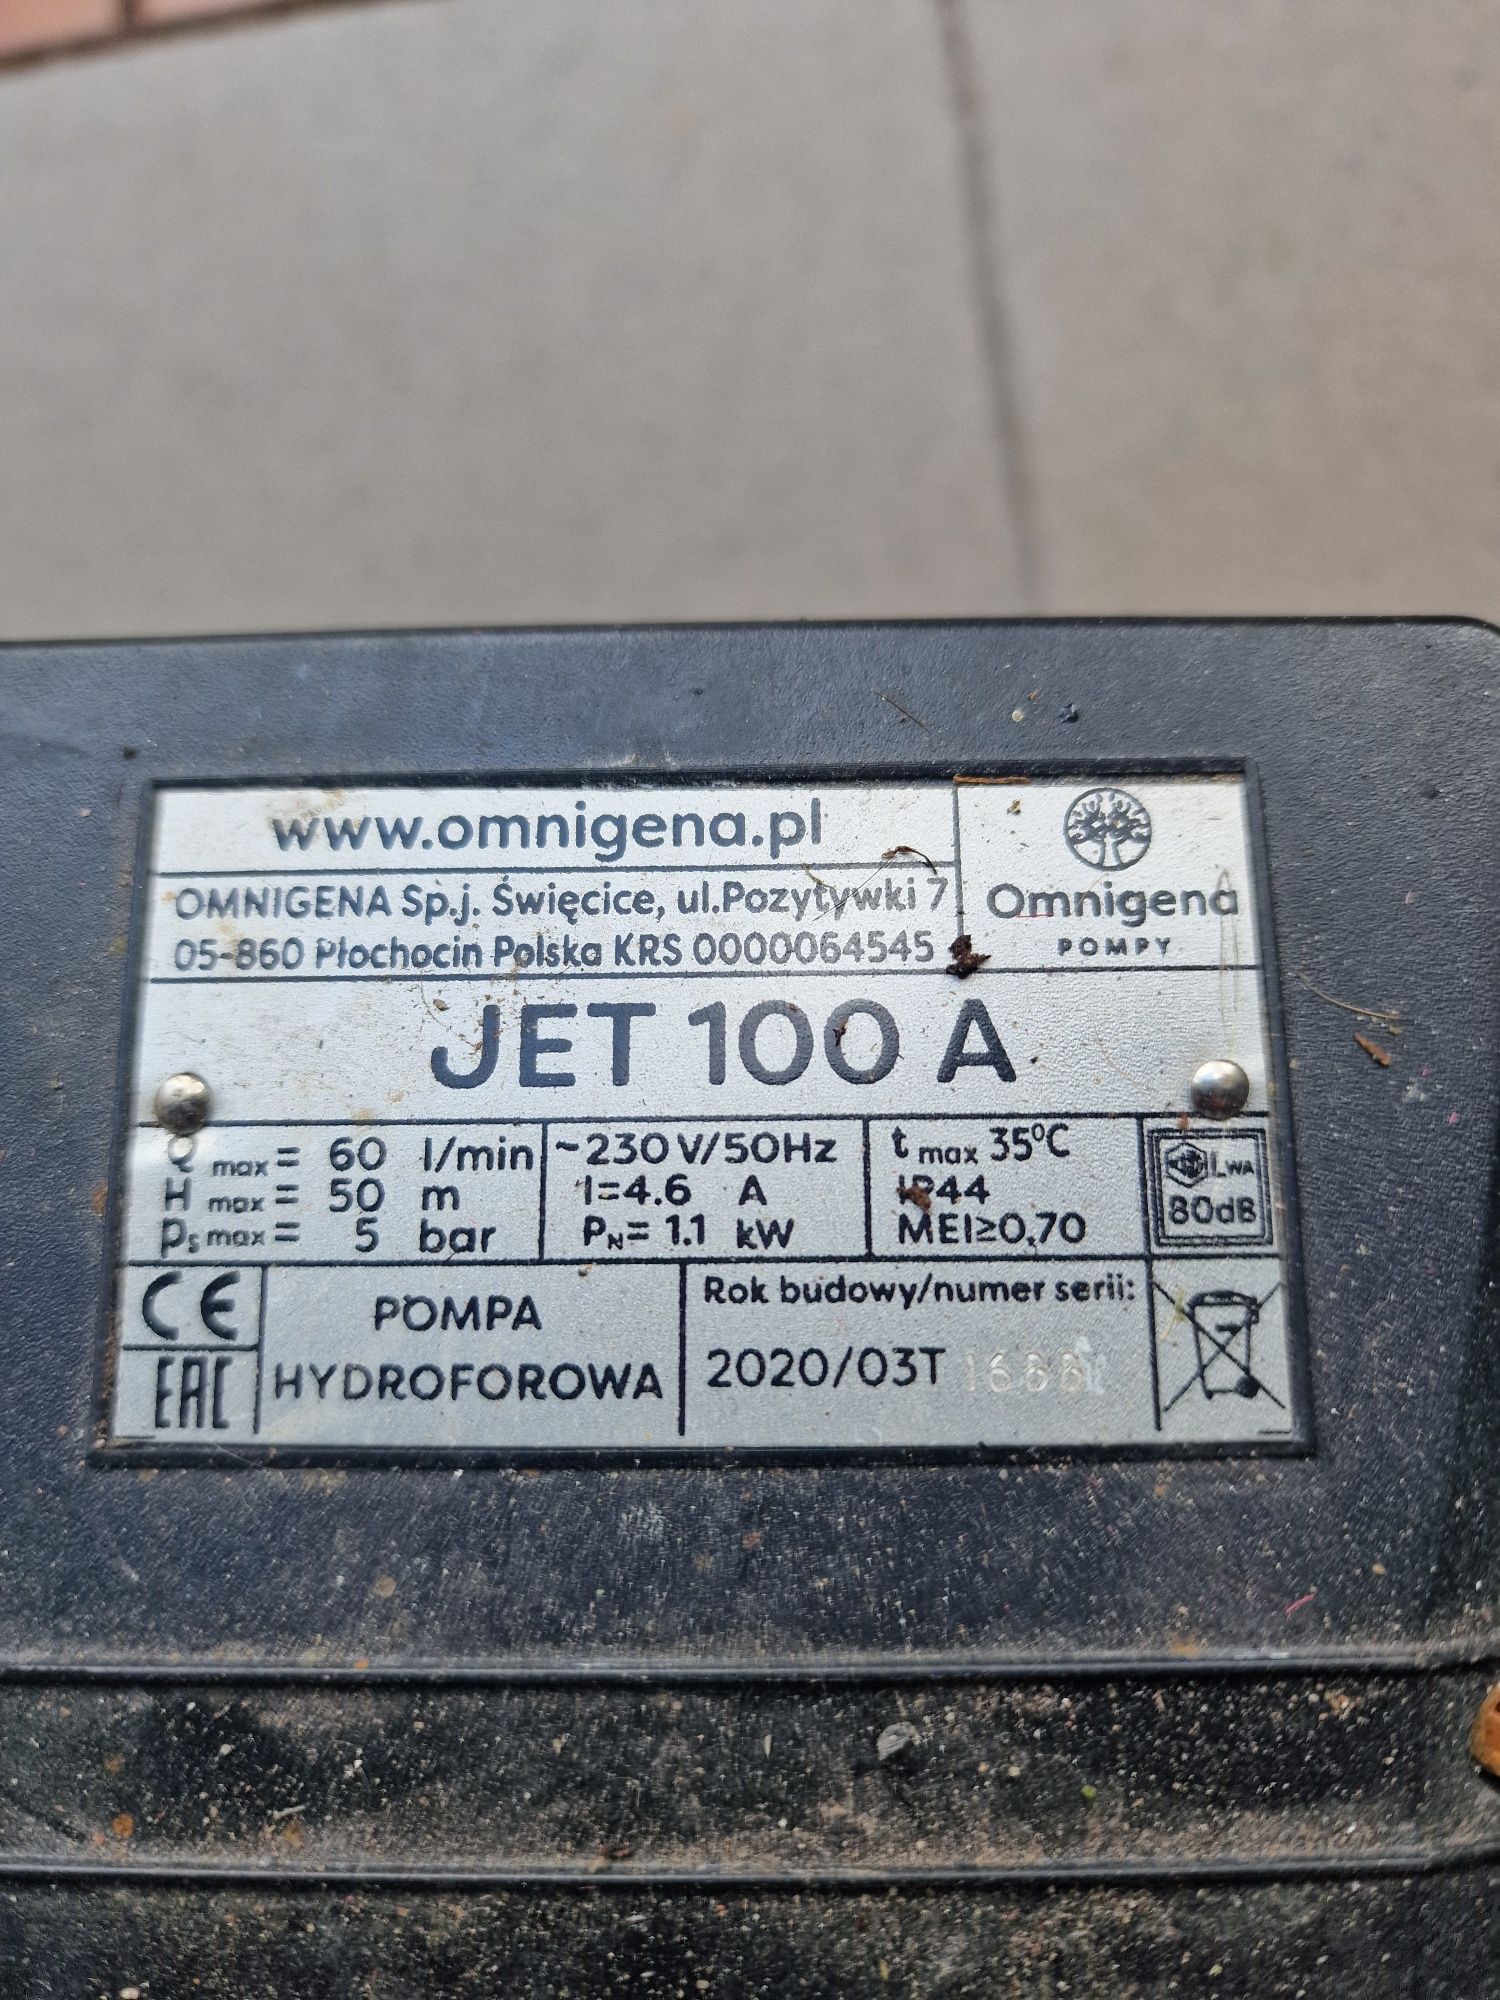 www.omnigena.pl
OMNIGENA Sp.j. Święcice, ul.Pozytywki 7
05-860 Płochocin Polska KRS 0000064545
Omnigena
POMPY
JET 100 A
Q max = 60 l/min
H max = 50 m
Ps max = 5 bar
~230V/50Hz
I=4.6 A
PN= 1.1 kW
t max 35°C
IP44
MEI≥0,70
LWA
80dB
CE
EAC
POMPA
HYDROFOROWA
Rok budowy/numer serii:
2020/03T